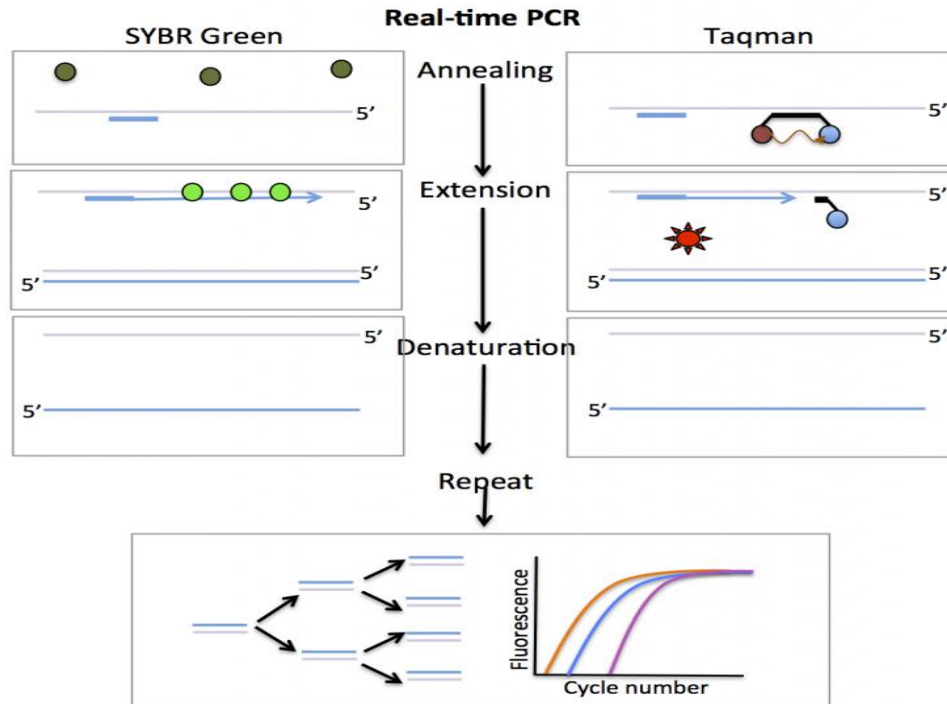 Real-time PCR
SYBR Green
Taqman
Annealing
5’
5’
Extension
5’
5’
5’
5’
5’
5’
Denaturation
5’
5’
5’
5’
Repeat
Fluorescence
Cycle number